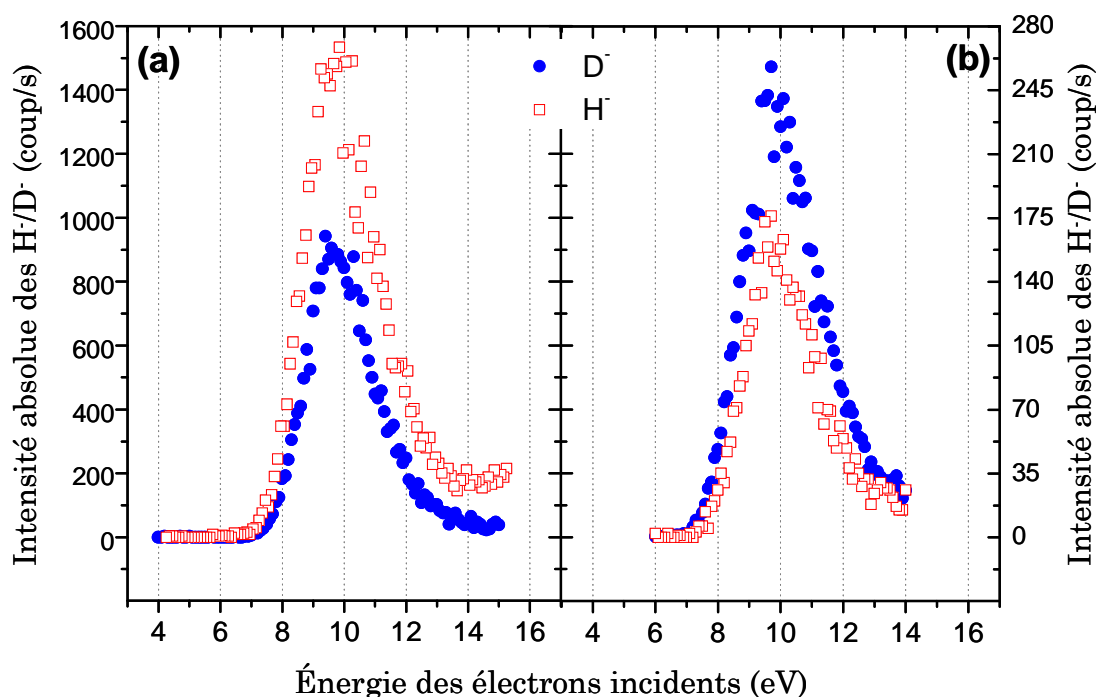 Intensité absolue des H-/D- (coup/s)
1600
1400
1200
1000
800
600
400
200
0
(a)
D-
H-
(b)
280
245
210
175
140
105
70
35
0
Intensité absolue des H-/D- (coup/s)
4 6 8 10 12 14 16 4 6 8 10 12 14 16
Énergie des électrons incidents (eV)